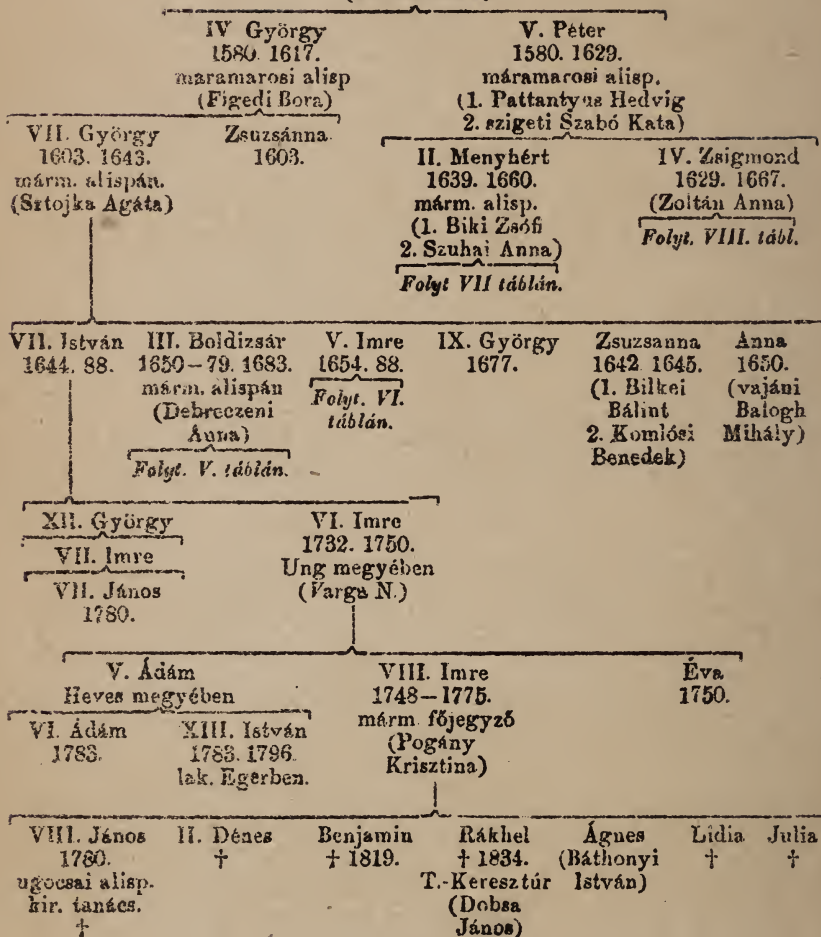 IV György
1580. 1617.
maramarosi alisp
(Figedi Bora)
V. Péter
1580. 1629.
máramarosi alisp.
(1. Pattantyus Hedvig
2. szigeti Szabó Kata)
VII. György
1603. 1643.
márm. alispán.
(Sztojka Agáta)
Zsuzsánna
1603.
II. Menyhért
1639. 1660.
márm. alisp.
(1. Biki Zsófi
2. Szuhai Anna)
Folyt VII táblán.
IV. Zsigmond
1629. 1667.
(Zoltán Anna)
Folyt. VIII. tábl.
VII. István
1644. 88.
III. Boldizsár
1650–79. 1683.
márm. alispán
(Debreczeni
Anna)
Folyt. V. táblán.
V. Imre
1654. 88.
Folyt. VI.
táblán.
IX. György
1677.
Zsuzsanna
1642. 1645.
(1. Bilkei
Bálint
2. Komlósi
Benedek)
Anna
1650.
(vajáni
Balogh
Mihály)
XII. György
VII. Imre
VII. János
1780.
VI. Imre
1732. 1750.
Ung megyében
(Varga N.)
V. Ádám
Heves megyében
VI. Ádám
1783.
XIII. István
1783. 1796.
lak. Egerben.
VIII. Imre
1748–1775.
márm. főjegyző
(Pogány
Krisztina)
Éva
1750.
VIII. János
1780.
ugocsai alisp.
kir. tanács.
†
II. Dénes
†
Benjamin
† 1819.
Rákhel
† 1834.
T.-Keresztúr
(Dobsa
János)
Ágnes
(Báthonyi
István)
Lidia
†
Julia
†